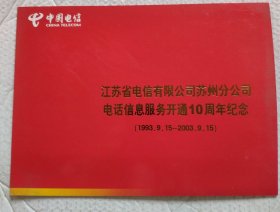 中国电信
CHINA TELECOM
江苏省电信有限公司苏州分公司
电话信息服务开通10周年纪念
(1993.9.15-2003.9.15)